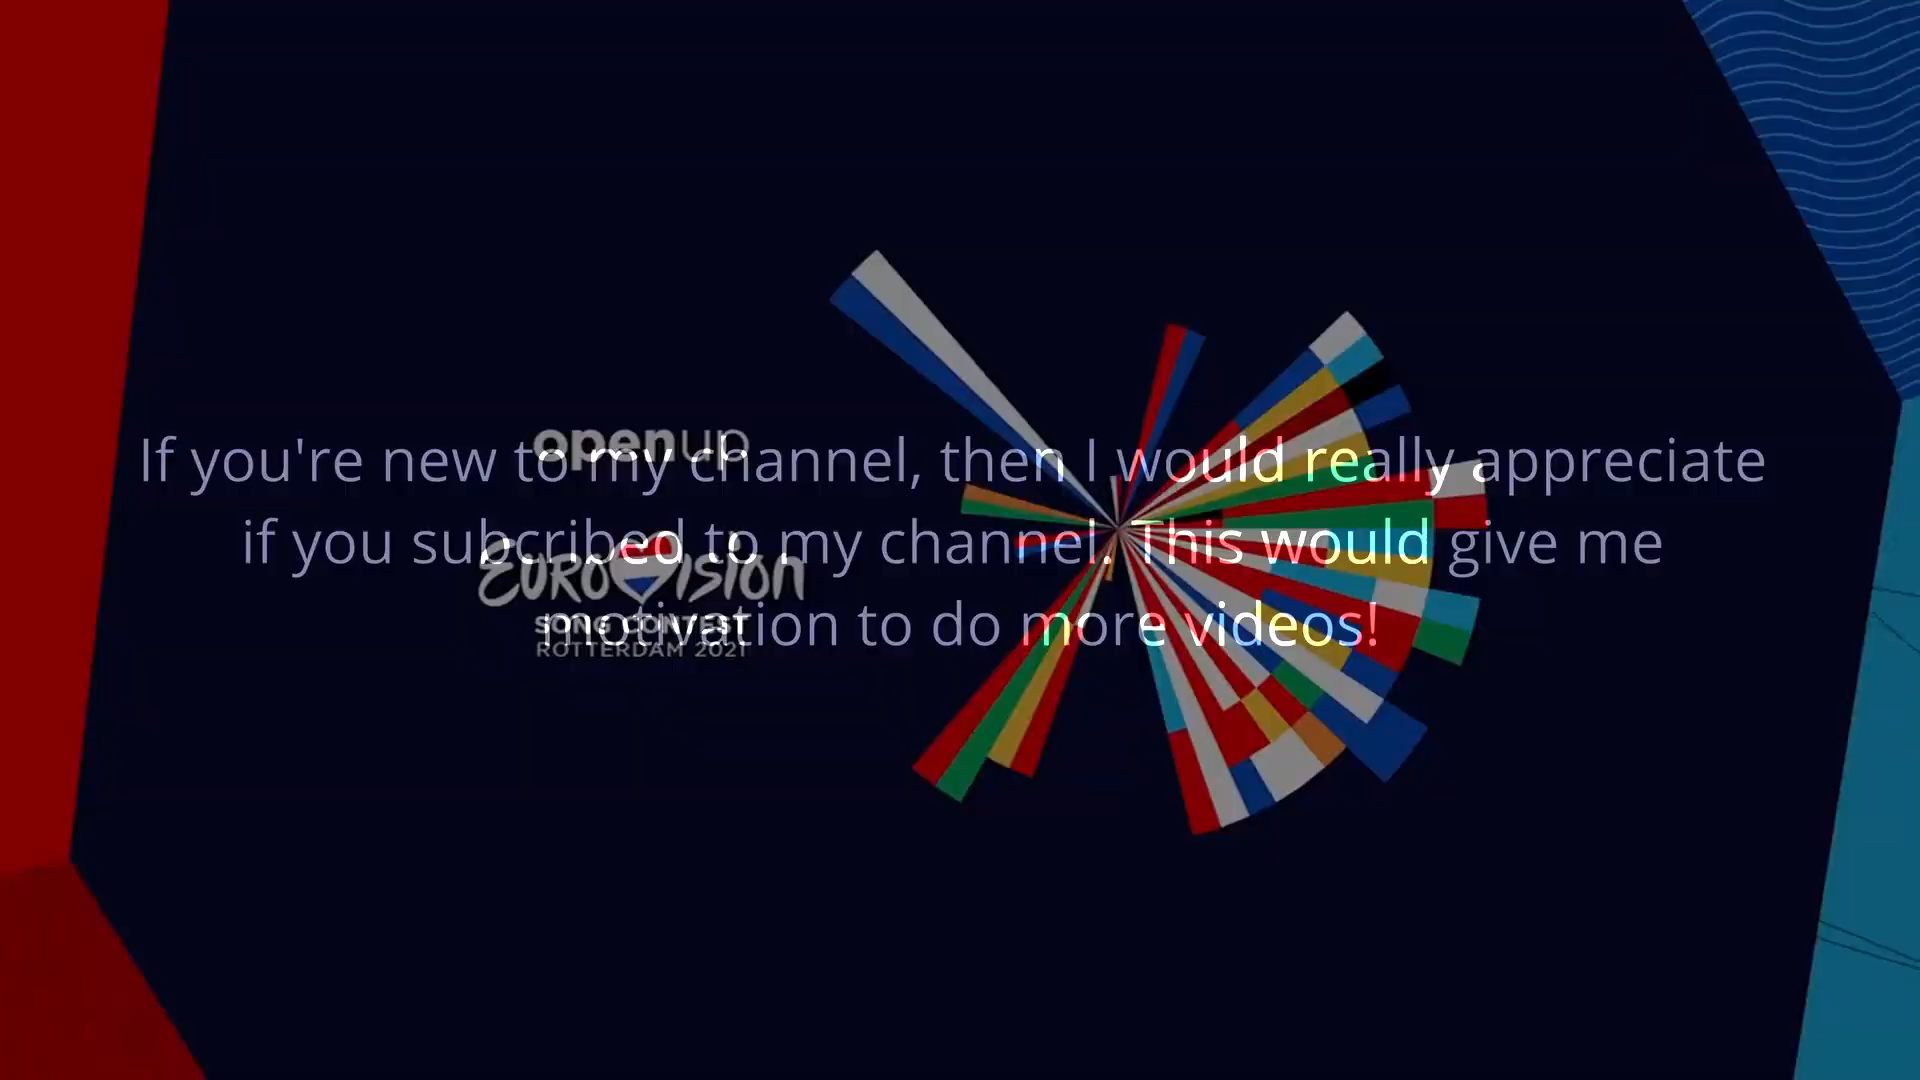 open up
If you're new to my channel, then I would really appreciate
if you subcribed to my channel. This would give me
EUROVISION
motivation to do more videos!
SONG CONTEST
ROTTERDAM 2021